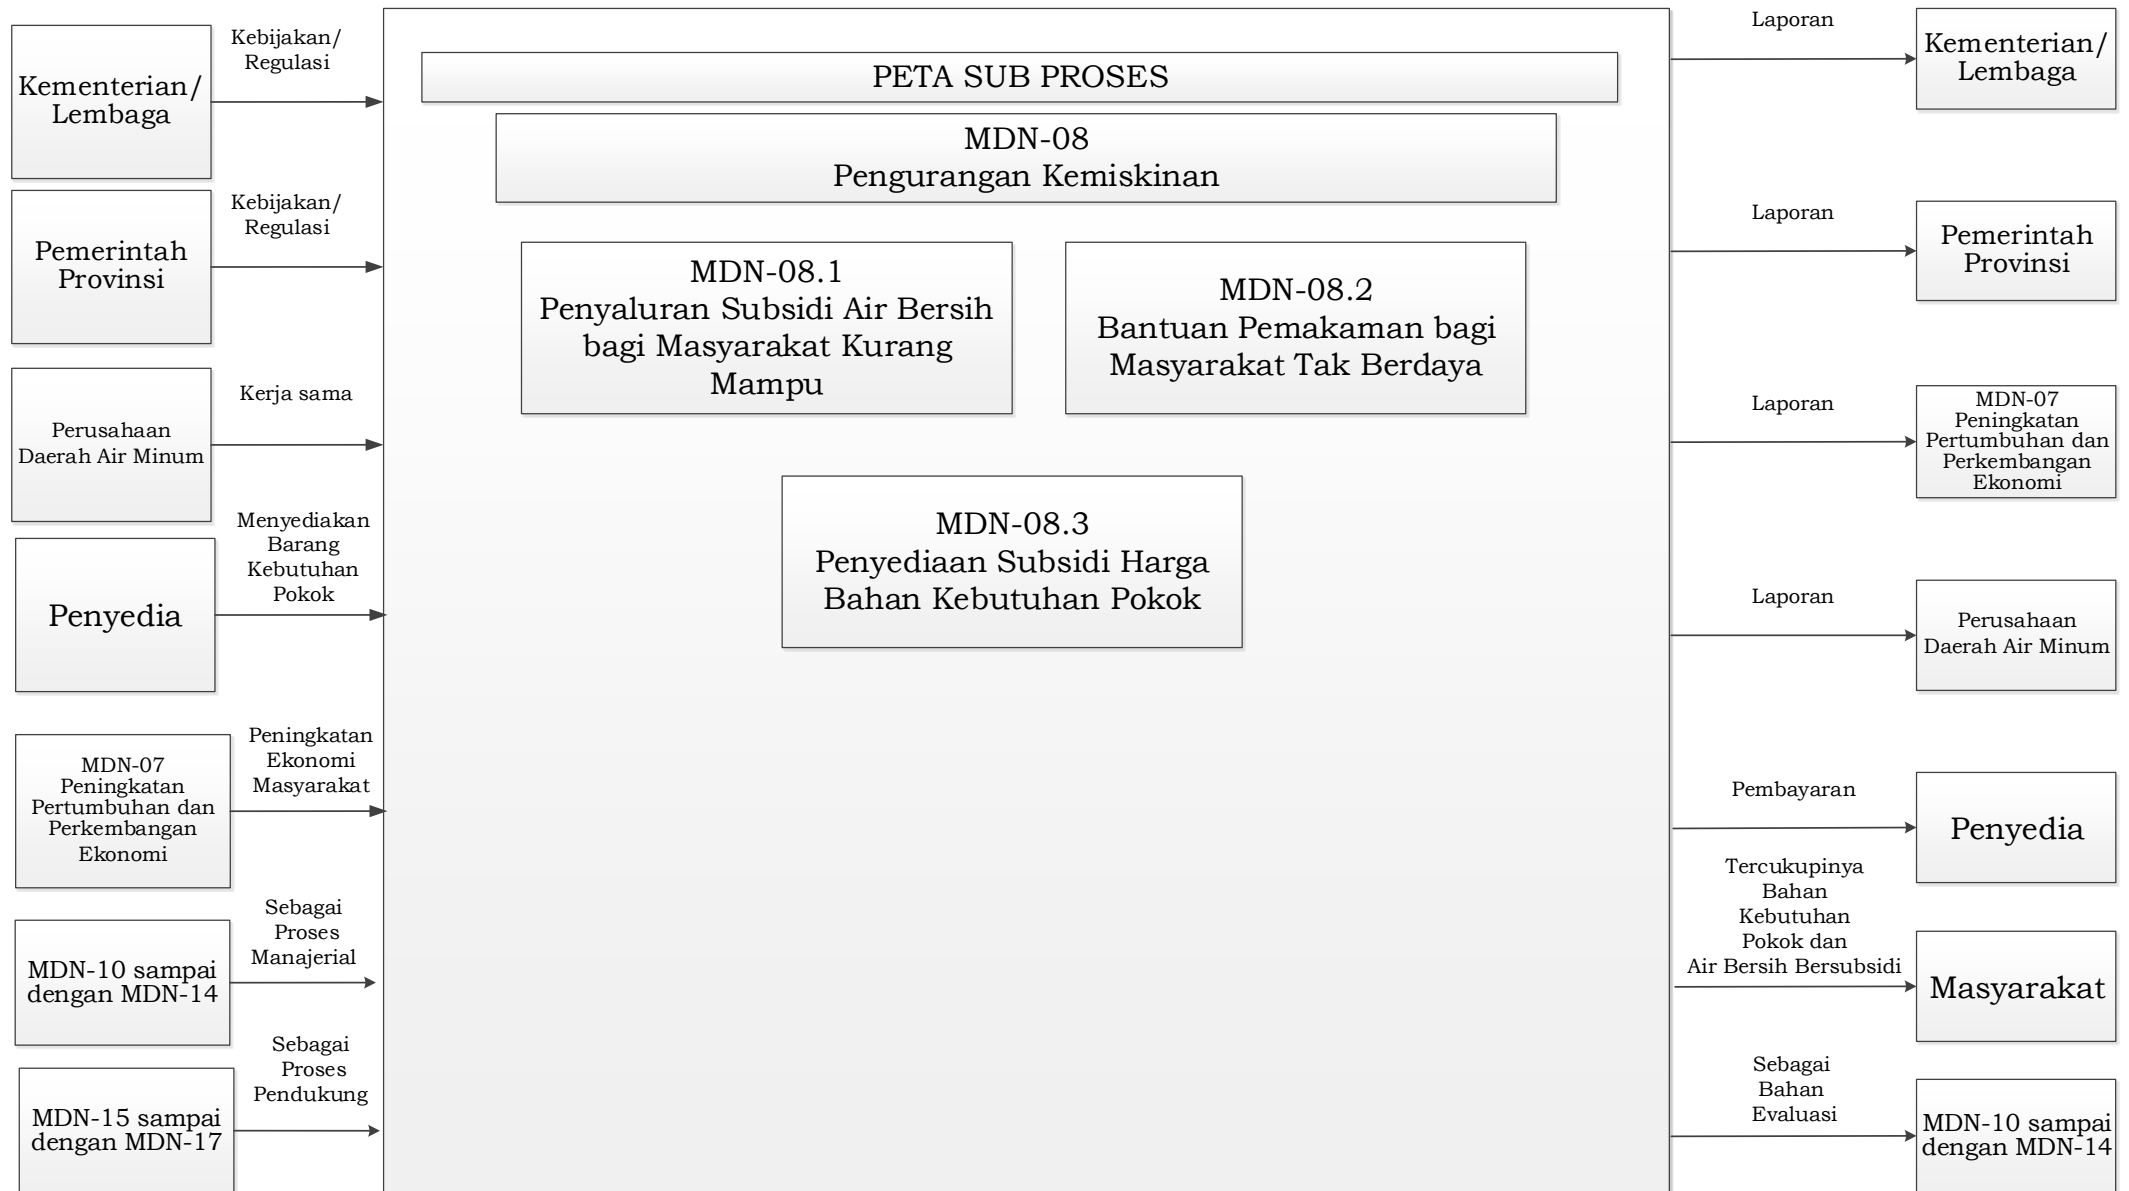 Kementerian/
Lembaga
Kebijakan/
Regulasi
Pemerintah
Provinsi
Kebijakan/
Regulasi
Perusahaan
Daerah Air Minum
Kerja sama
Penyedia
Menyediakan
Barang
Kebutuhan
Pokok
MDN-07
Peningkatan
Pertumbuhan dan
Perkembangan
Ekonomi
Peningkatan
Ekonomi
Masyarakat
MDN-10 sampai
dengan MDN-14
Sebagai
Proses
Manajerial
MDN-15 sampai
dengan MDN-17
Sebagai
Proses
Pendukung
PETA SUB PROSES
MDN-08
Pengurangan Kemiskinan
MDN-08.1
Penyaluran Subsidi Air Bersih
bagi Masyarakat Kurang
Mampu
MDN-08.2
Bantuan Pemakaman bagi
Masyarakat Tak Berdaya
MDN-08.3
Penyediaan Subsidi Harga
Bahan Kebutuhan Pokok
Laporan
Kementerian/
Lembaga
Laporan
Pemerintah
Provinsi
Laporan
MDN-07
Peningkatan
Pertumbuhan dan
Perkembangan
Ekonomi
Laporan
Perusahaan
Daerah Air Minum
Pembayaran
Penyedia
Tercukupinya
Bahan
Kebutuhan
Pokok dan
Air Bersih Bersubsidi
Masyarakat
Sebagai
Bahan
Evaluasi
MDN-10 sampai
dengan MDN-14